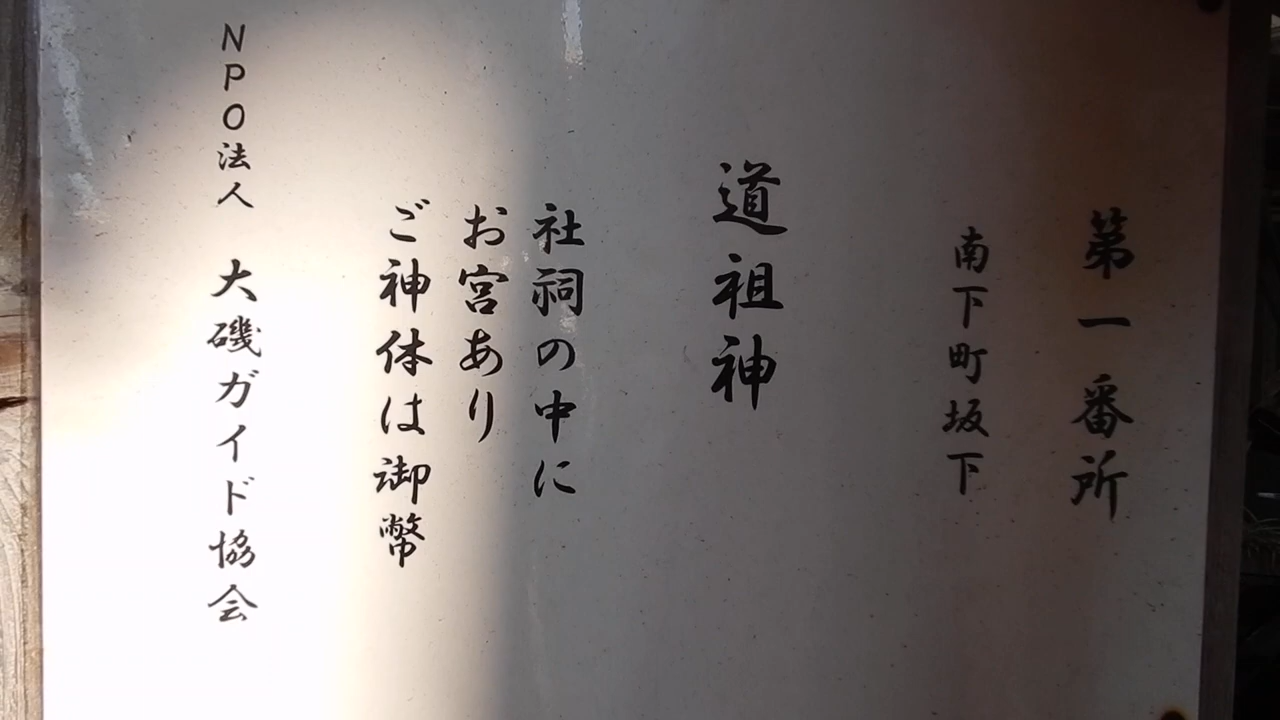 第一番所
南下町坂下
道祖神
社祠の中に
お宮あり
ご神体は御幣
NPO法人 大磯ガイド協会